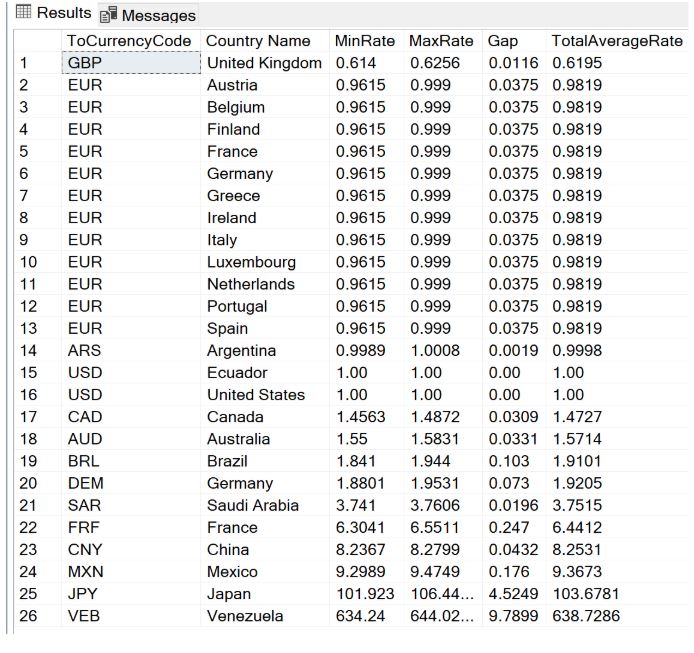 Results Messages
ToCurrencyCode Country Name MinRate MaxRate Gap TotalAverageRate
1 GBP United Kingdom 0.614 0.6256 0.0116 0.6195
2 EUR Austria 0.9615 0.999 0.0375 0.9819
3 EUR Belgium 0.9615 0.999 0.0375 0.9819
4 EUR Finland 0.9615 0.999 0.0375 0.9819
5 EUR France 0.9615 0.999 0.0375 0.9819
6 EUR Germany 0.9615 0.999 0.0375 0.9819
7 EUR Greece 0.9615 0.999 0.0375 0.9819
8 EUR Ireland 0.9615 0.999 0.0375 0.9819
9 EUR Italy 0.9615 0.999 0.0375 0.9819
10 EUR Luxembourg 0.9615 0.999 0.0375 0.9819
11 EUR Netherlands 0.9615 0.999 0.0375 0.9819
12 EUR Portugal 0.9615 0.999 0.0375 0.9819
13 EUR Spain 0.9615 0.999 0.0375 0.9819
14 ARS Argentina 0.9989 1.0008 0.0019 0.9998
15 USD Ecuador 1.00 1.00 0.00 1.00
16 USD United States 1.00 1.00 0.00 1.00
17 CAD Canada 1.4563 1.4872 0.0309 1.4727
18 AUD Australia 1.55 1.5831 0.0331 1.5714
19 BRL Brazil 1.841 1.944 0.103 1.9101
20 DEM Germany 1.8801 1.9531 0.073 1.9205
21 SAR Saudi Arabia 3.741 3.7606 0.0196 3.7515
22 FRF France 6.3041 6.5511 0.247 6.4412
23 CNY China 8.2367 8.2799 0.0432 8.2531
24 MXN Mexico 9.2989 9.4749 0.176 9.3673
25 JPY Japan 101.923 106.44... 4.5249 103.6781
26 VEB Venezuela 634.24 644.02... 9.7899 638.7286